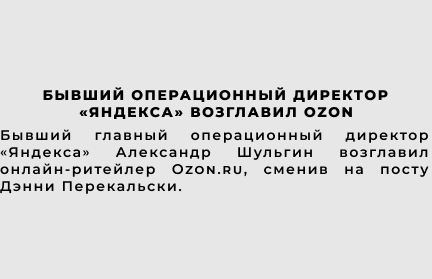 БЫВШИЙ ОПЕРАЦИОННЫЙ ДИРЕКТОР
«ЯНДЕКСА» ВОЗГЛАВИЛ OZON
Бывший главный операционный директор
«Яндекса» Александр Шульгин возглавил
онлайн-ритейлер OZON.RU, сменив на посту
Дэнни Перекальски.